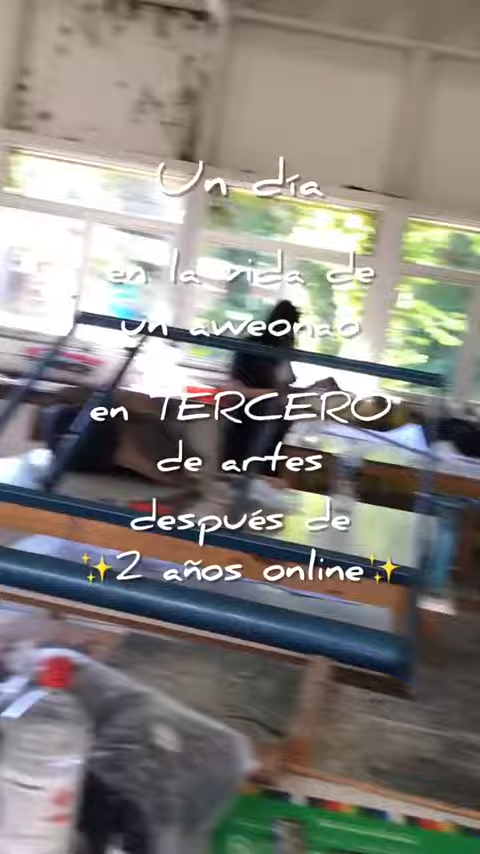 Un día
en la vida de
un aweonao
en "TERCERO"
de artes
después de
✨2 años online✨